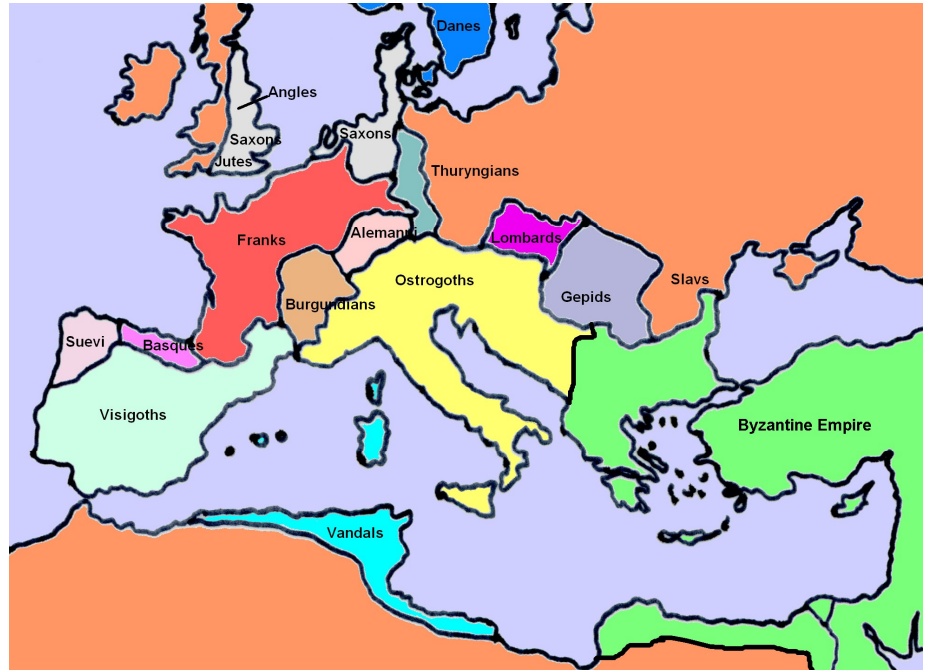 Danes
Angles
Saxons
Saxons
Jutes
Thuryngians
Alemanni
Lombards
Franks
Ostrogoths
Slavs
Burgundians
Gepids
Suevi
Basques
Visigoths
Byzantine Empire
Vandals